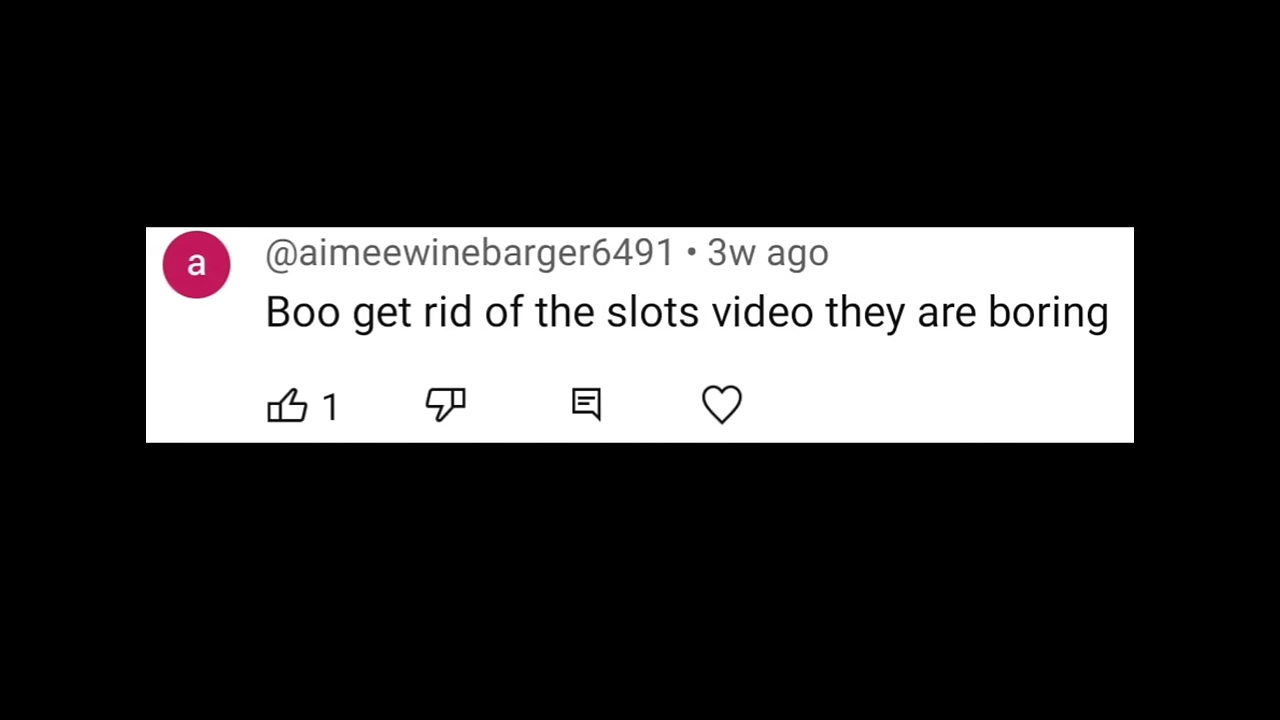 a
@aimeewinebarger6491 • 3w ago
Boo get rid of the slots video they are boring
1